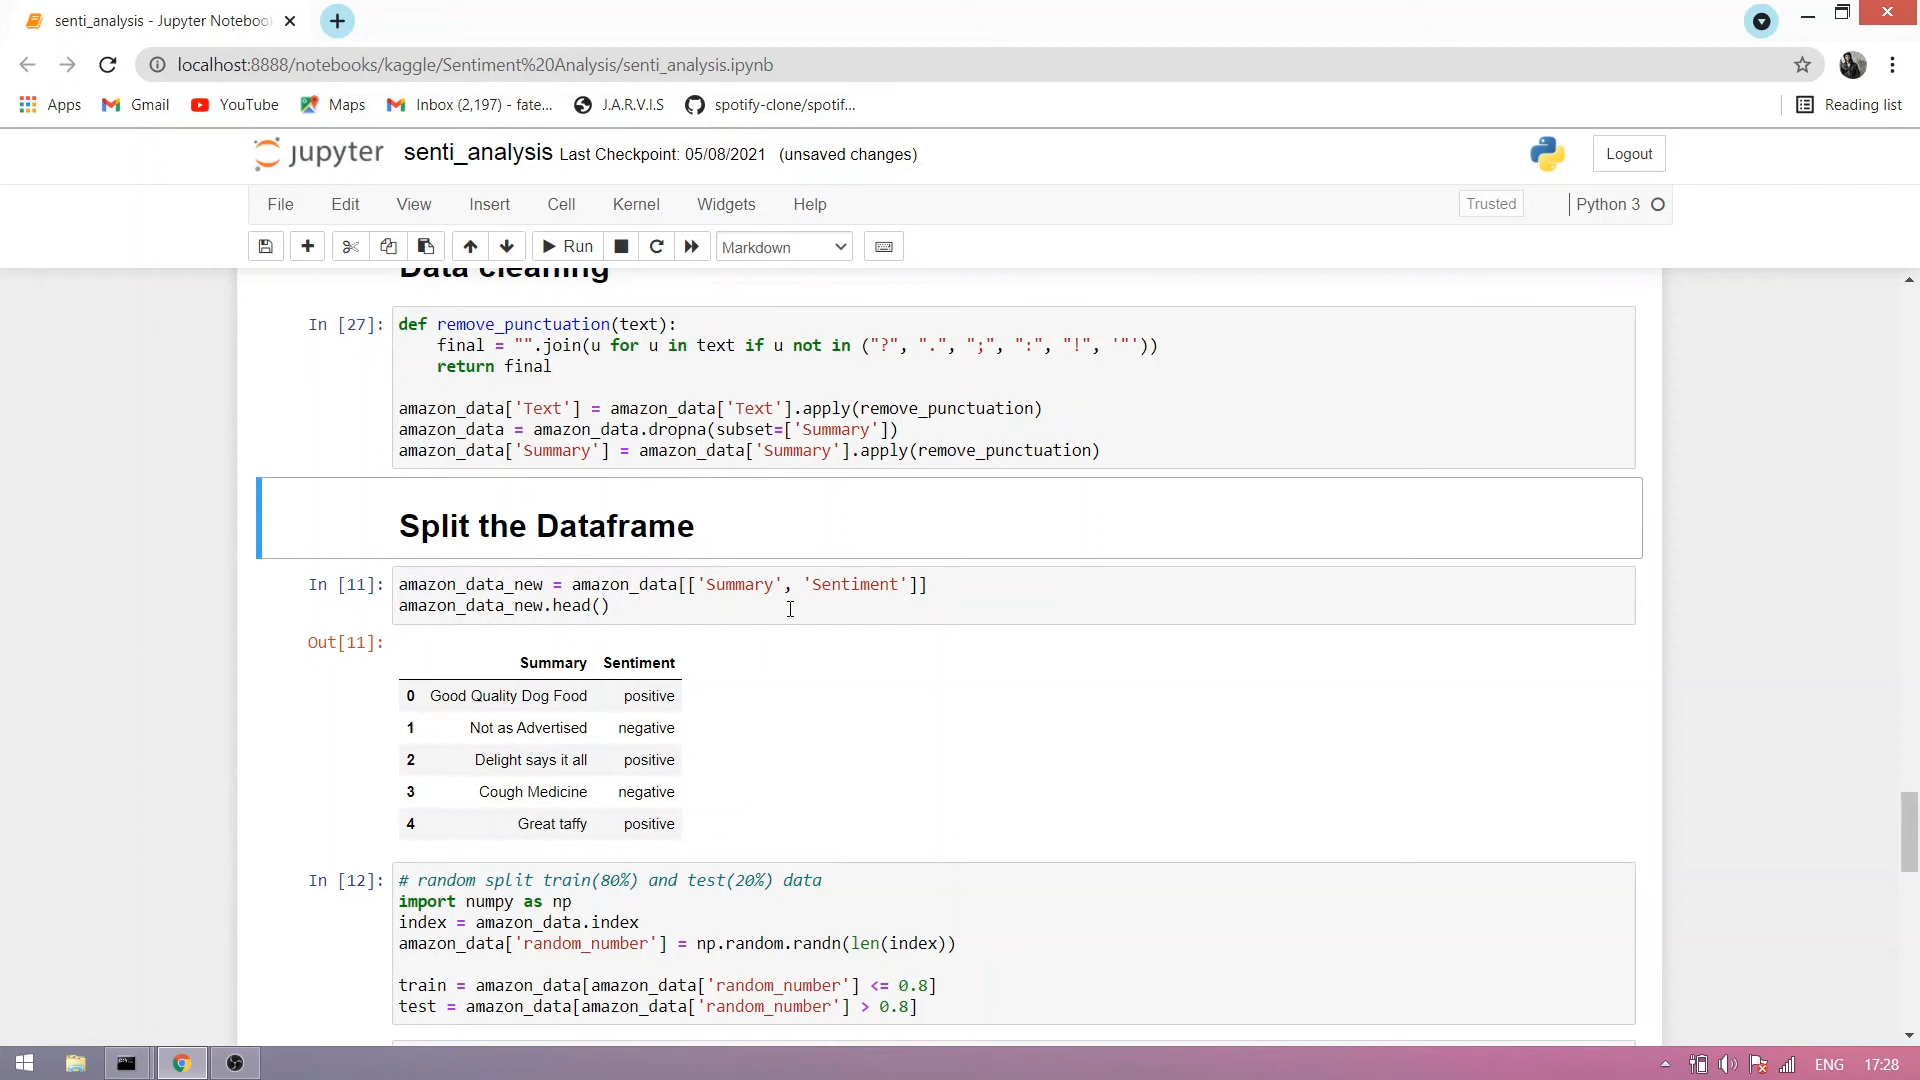 senti_analysis - Jupyter Notebook
localhost:8888/notebooks/kaggle/Sentiment%20Analysis/senti_analysis.ipynb
Apps Gmail YouTube Maps Inbox (2,197) - fate... J.A.R.V.I.S spotify-clone/spotif... Reading list
jupyter senti_analysis Last Checkpoint: 05/08/2021 (unsaved changes) Logout
File Edit View Insert Cell Kernel Widgets Help Trusted Python 3
Run Markdown
Data cleaning
In [27]: def remove_punctuation(text):
final = "".join(u for u in text if u not in ("?", ".", ";", ":", "!", '"'))
return final
amazon_data['Text'] = amazon_data['Text'].apply(remove_punctuation)
amazon_data = amazon_data.dropna(subset=['Summary'])
amazon_data['Summary'] = amazon_data['Summary'].apply(remove_punctuation)
Split the Dataframe
In [11]: amazon_data_new = amazon_data[['Summary', 'Sentiment']]
amazon_data_new.head()
Out[11]:
Summary Sentiment
0 Good Quality Dog Food positive
1 Not as Advertised negative
2 Delight says it all positive
3 Cough Medicine negative
4 Great taffy positive
In [12]: # random split train(80%) and test(20%) data
import numpy as np
index = amazon_data.index
amazon_data['random_number'] = np.random.randn(len(index))
train = amazon_data[amazon_data['random_number'] <= 0.8]
test = amazon_data[amazon_data['random_number'] > 0.8]
ENG 17:28